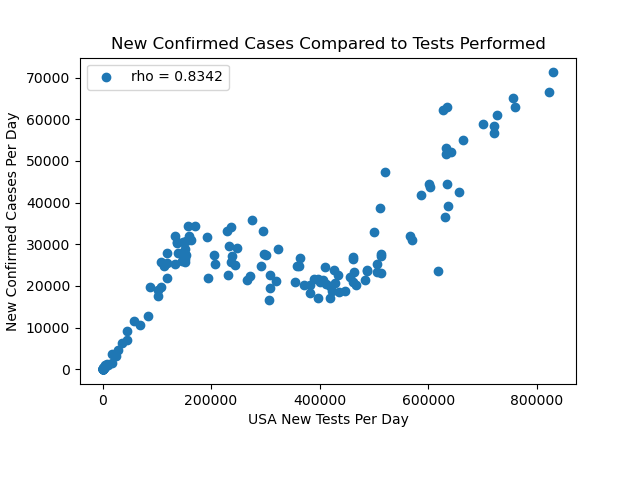 New Confirmed Cases Compared to Tests Performed
rho = 0.8342
New Confirmed Caeses Per Day
70000
60000
50000
40000
30000
20000
10000
0
0 200000 400000 600000 800000
USA New Tests Per Day